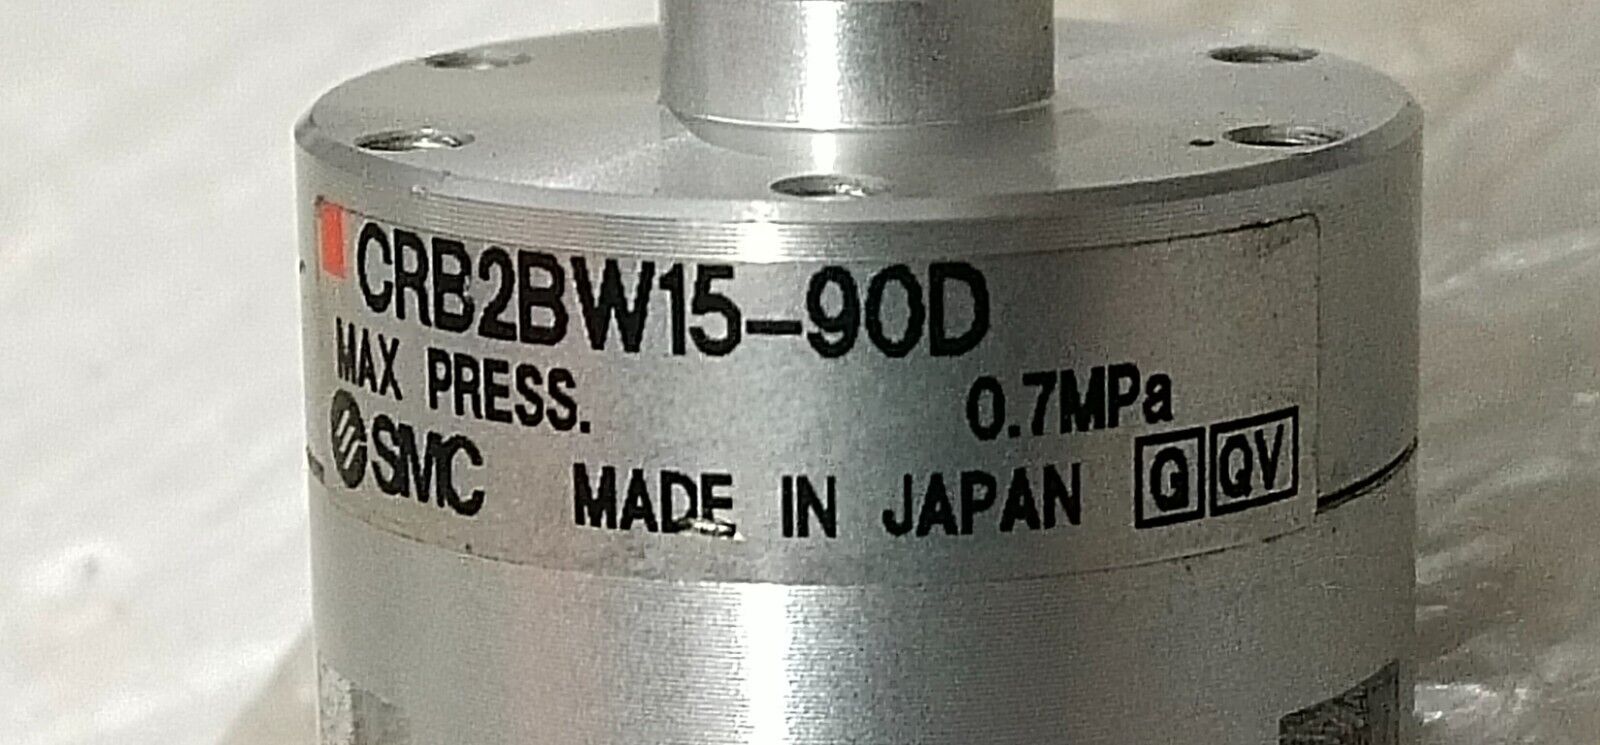 CRB2BW15-90D
MAX PRESS. 0.7MPa
SMC MADE IN JAPAN G QV